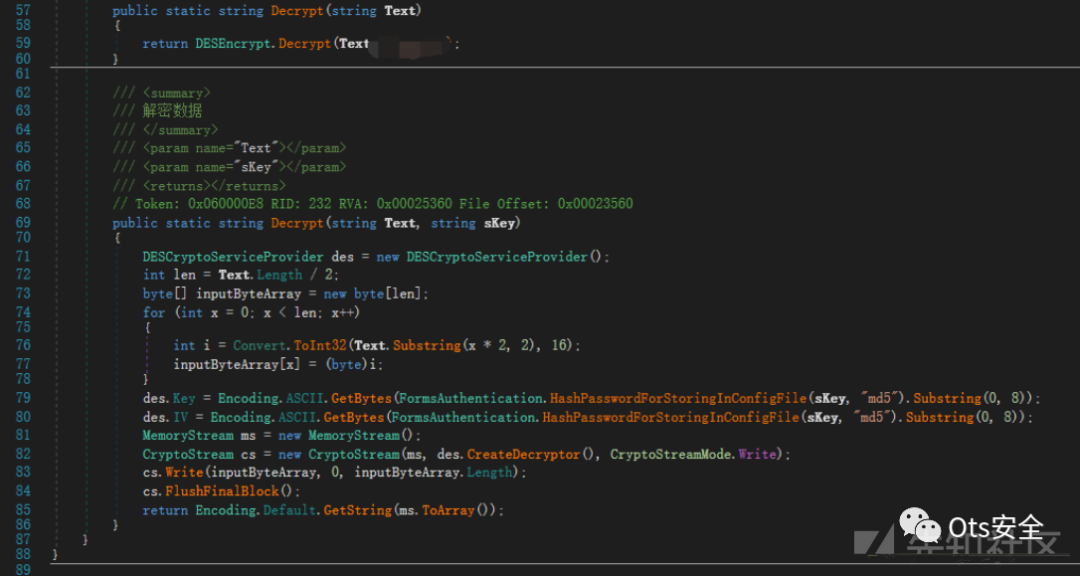 57 public static string Decrypt(string Text)
58 {
59 return DESEncrypt.Decrypt(Text ;
60 }
61
62 /// <summary>
63 /// 解密数据
64 /// </summary>
65 /// <param name="Text"></param>
66 /// <param name="sKey"></param>
67 /// <returns></returns>
68 // Token: 0x060000E8 RID: 232 RVA: 0x00025360 File Offset: 0x00023560
69 public static string Decrypt(string Text, string sKey)
70 {
71 DESCryptoServiceProvider des = new DESCryptoServiceProvider();
72 int len = Text.Length / 2;
73 byte[] inputByteArray = new byte[len];
74 for (int x = 0; x < len; x++)
75 {
76 int i = Convert.ToInt32(Text.Substring(x * 2, 2), 16);
77 inputByteArray[x] = (byte)i;
78 }
79 des.Key = Encoding.ASCII.GetBytes(FormsAuthentication.HashPasswordForStoringInConfigFile(sKey, "md5").Substring(0, 8));
80 des.IV = Encoding.ASCII.GetBytes(FormsAuthentication.HashPasswordForStoringInConfigFile(sKey, "md5").Substring(0, 8));
81 MemoryStream ms = new MemoryStream();
82 CryptoStream cs = new CryptoStream(ms, des.CreateDecryptor(), CryptoStreamMode.Write);
83 cs.Write(inputByteArray, 0, inputByteArray.Length);
84 cs.FlushFinalBlock();
85 return Encoding.Default.GetString(ms.ToArray());
86 }
87 }
88 }
89
Ots安全
先知社区